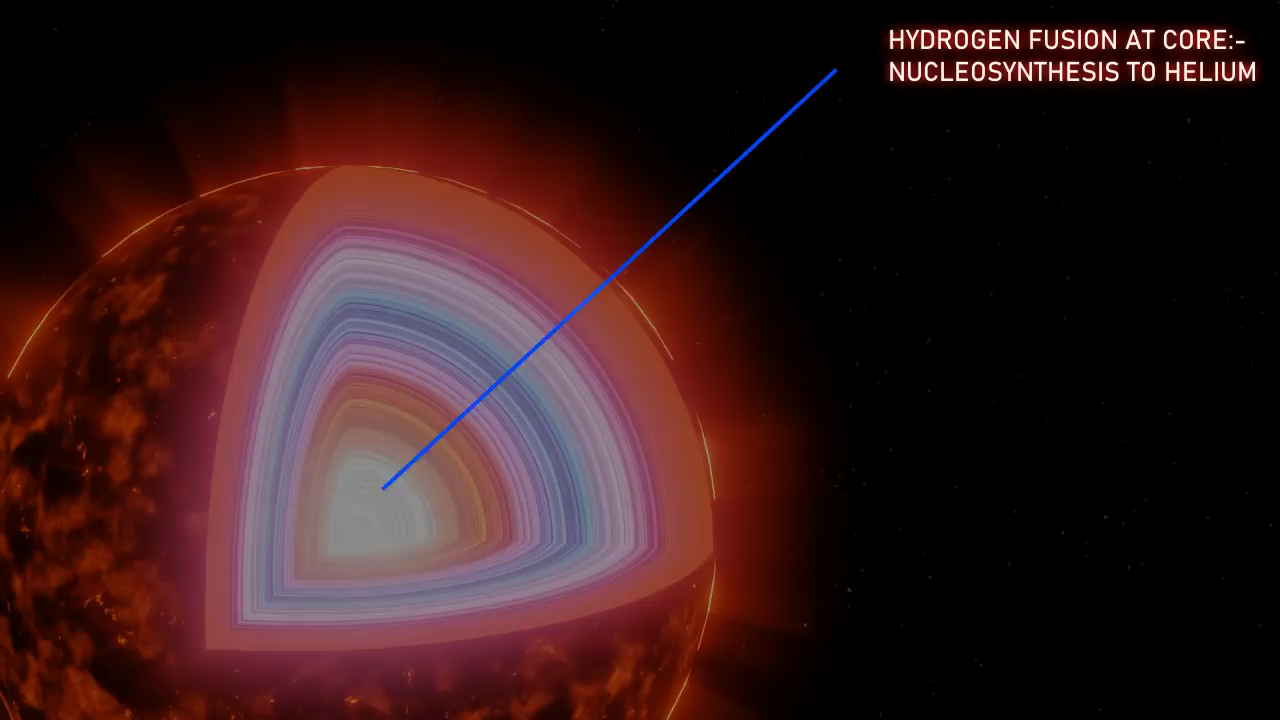 HYDROGEN FUSION AT CORE:-
NUCLEOSYNTHESIS TO HELIUM